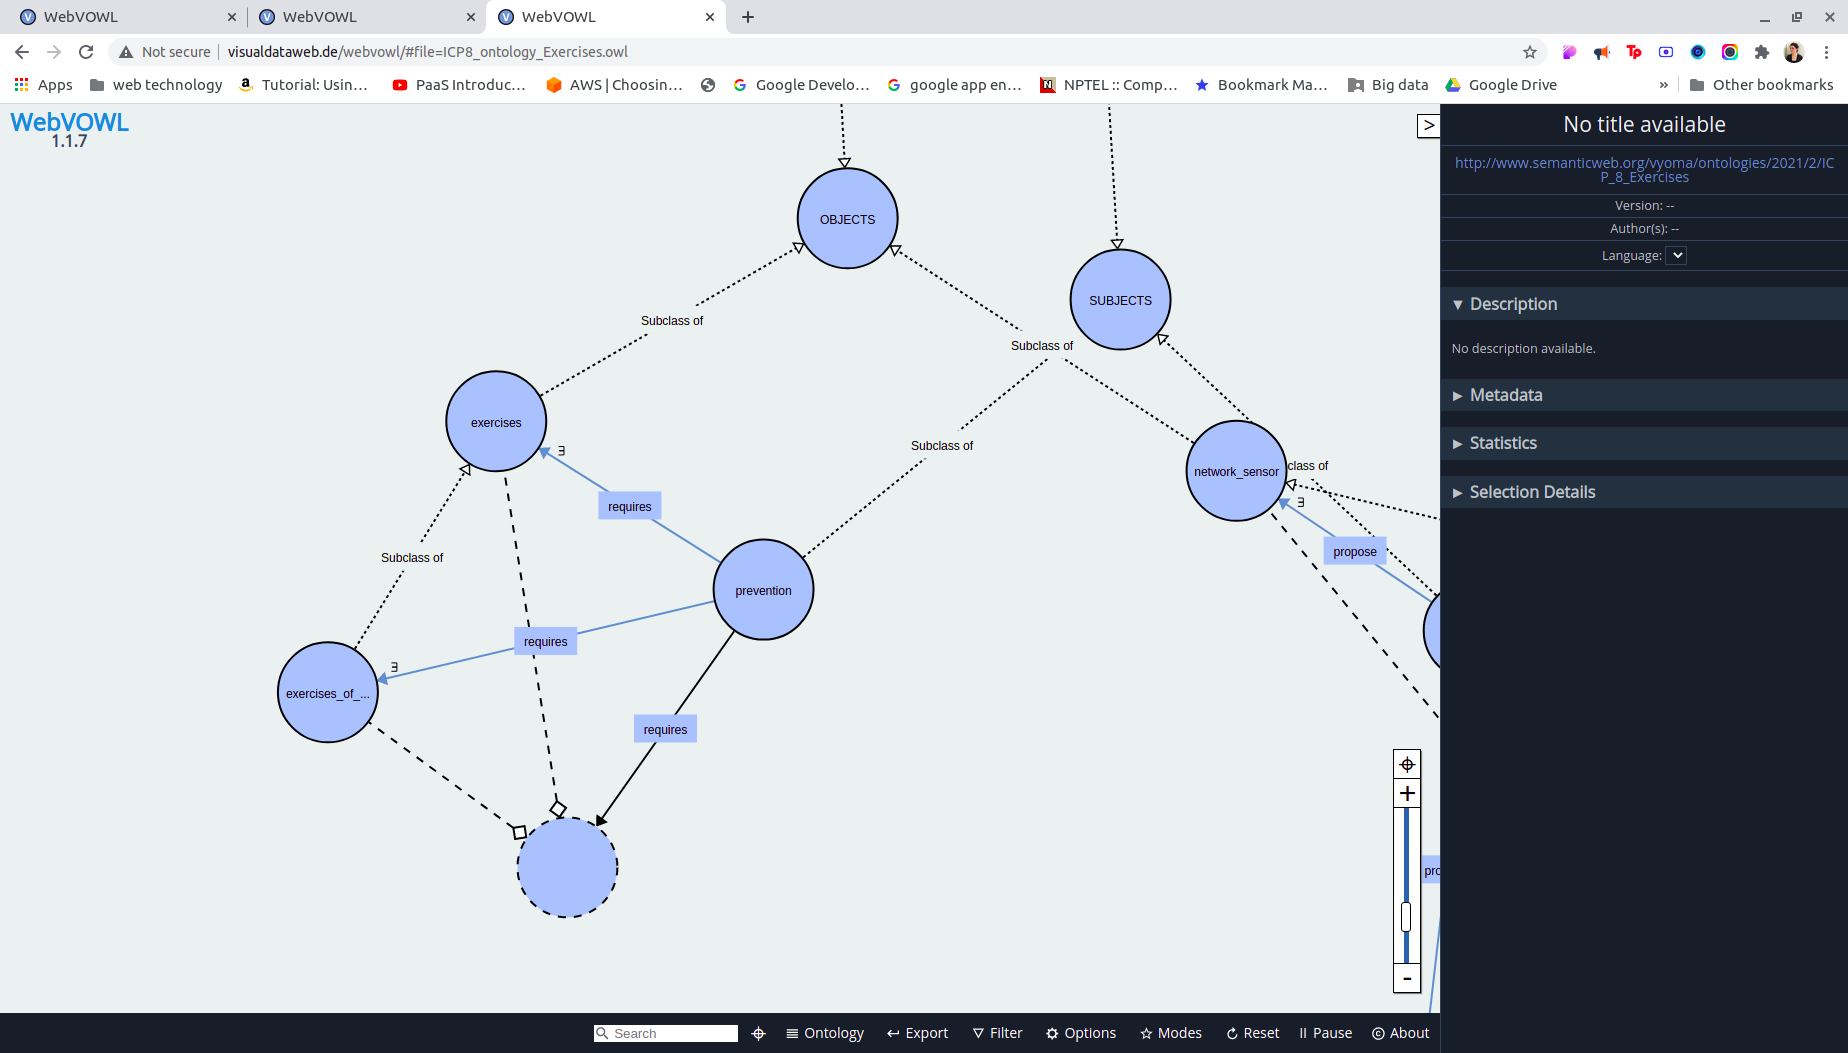 WebVOWL
WebVOWL
WebVOWL
Not secure
visualdataweb.de/webvowl/#file=ICP8_ontology_Exercises.owl
Apps
web technology
Tutorial: Usin...
PaaS Introduc...
AWS | Choosin...
Google Develo...
google app en...
NPTEL :: Comp...
Bookmark Ma...
Big data
Google Drive
»
Other bookmarks
WebVOWL
1.1.7
>
OBJECTS
SUBJECTS
Subclass of
Subclass of
exercises
Subclass of
network_sensor
class of
∃
∃
requires
propose
Subclass of
prevention
requires
∃
exercises_of_...
requires
pro
+
-
No title available
http://www.semanticweb.org/vyoma/ontologies/2021/2/IC
P_8_Exercises
Version: --
Author(s): --
Language:
Description
No description available.
Metadata
Statistics
Selection Details
Search
Ontology
Export
Filter
Options
Modes
Reset
Pause
© About